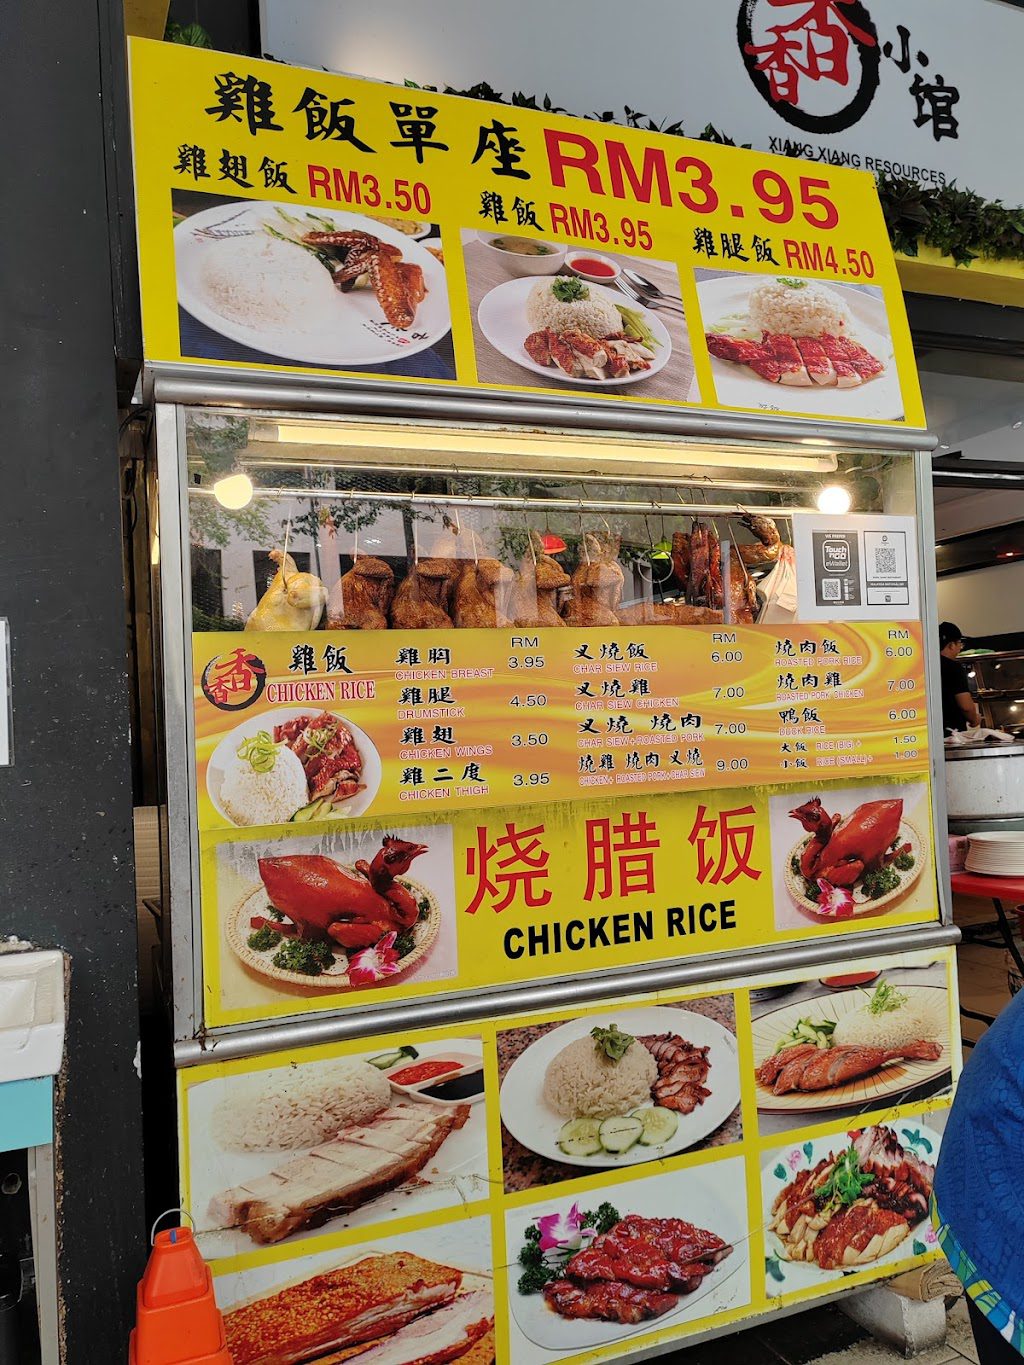 香香小馆
XIANG XIANG RESOURCES
雞飯單座 RM3.95
雞翅飯 RM3.50
雞飯 RM3.95
雞腿飯 RM4.50
WE PREFER
Touch 'n GO
eWallet
香香
雞飯
CHICKEN RICE
RM
雞胸 3.95
CHICKEN BREAST
雞腿 4.50
DRUMSTICK
雞翅 3.50
CHICKEN WINGS
雞二度 3.95
CHICKEN THIGH
RM
叉燒飯 6.00
CHAR SIEW RICE
叉燒雞 7.00
CHAR SIEW CHICKEN
叉燒 燒肉 7.00
CHAR SIEW + ROASTED PORK
燒雞 燒肉 叉燒 9.00
CHICKEN + ROASTED PORK + CHAR SIEW
RM
燒肉飯 6.00
ROASTED PORK RICE
燒肉雞 7.00
ROASTED PORK CHICKEN
鴨飯 6.00
DUCK RICE
大飯 RICE (BIG) + 1.50
小飯 RICE (SMALL) + 1.00
烧腊饭
CHICKEN RICE